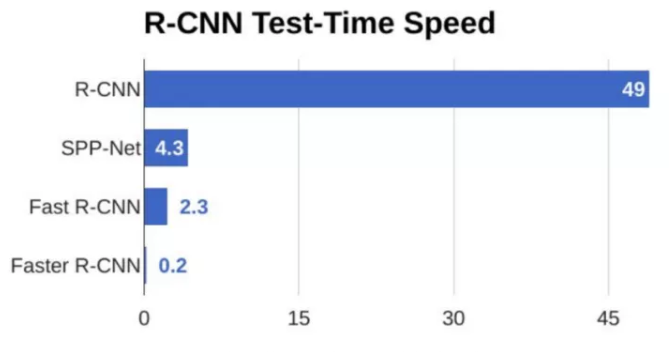 R-CNN Test-Time Speed
R-CNN 49
SPP-Net 4.3
Fast R-CNN 2.3
Faster R-CNN 0.2
0 15 30 45